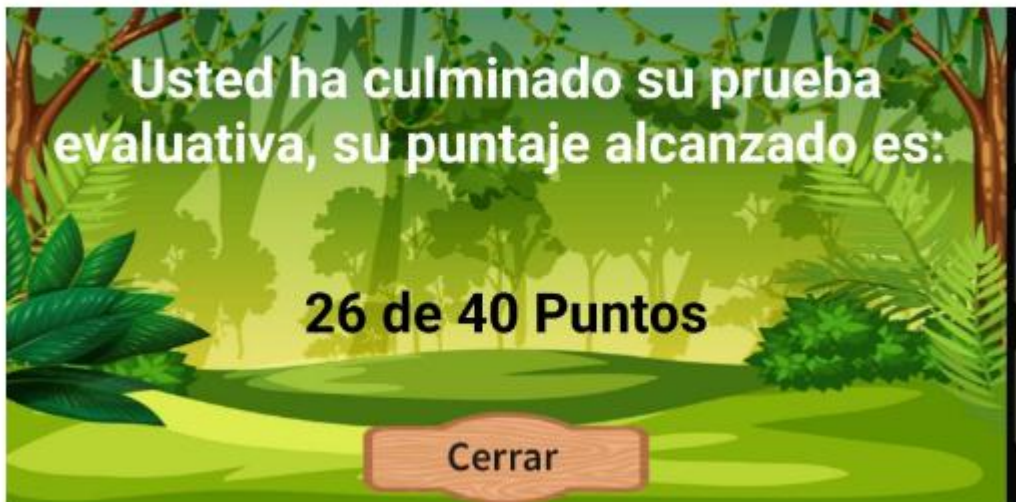 Usted ha culminado su prueba
evaluativa, su puntaje alcanzado es:
26 de 40 Puntos
Cerrar